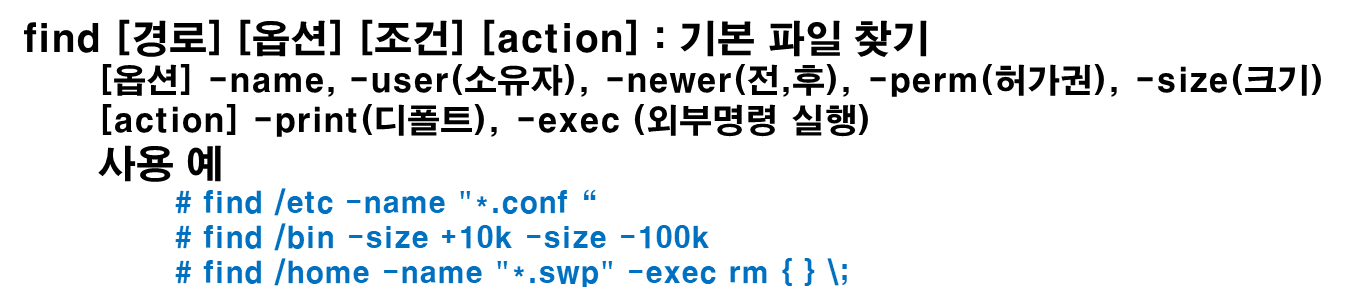 find [경로] [옵션] [조건] [action] : 기본 파일 찾기
[옵션] -name, -user(소유자), -newer(전,후), -perm(허가권), -size(크기)
[action] -print(디폴트), -exec (외부명령 실행)
사용 예
# find /etc -name "*.conf “
# find /bin -size +10k -size -100k
# find /home -name "*.swp" -exec rm { } \;